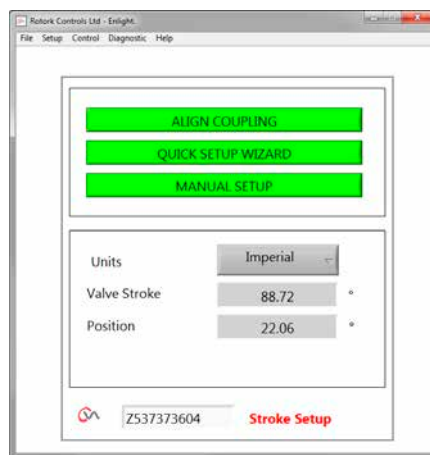 Rotork Controls Ltd - Enlight.
File Setup Control Diagnostic Help
ALIGN COUPLING
QUICK SETUP WIZARD
MANUAL SETUP
Units Imperial
Valve Stroke 88.72 °
Position 22.06 °
Z537373604 Stroke Setup